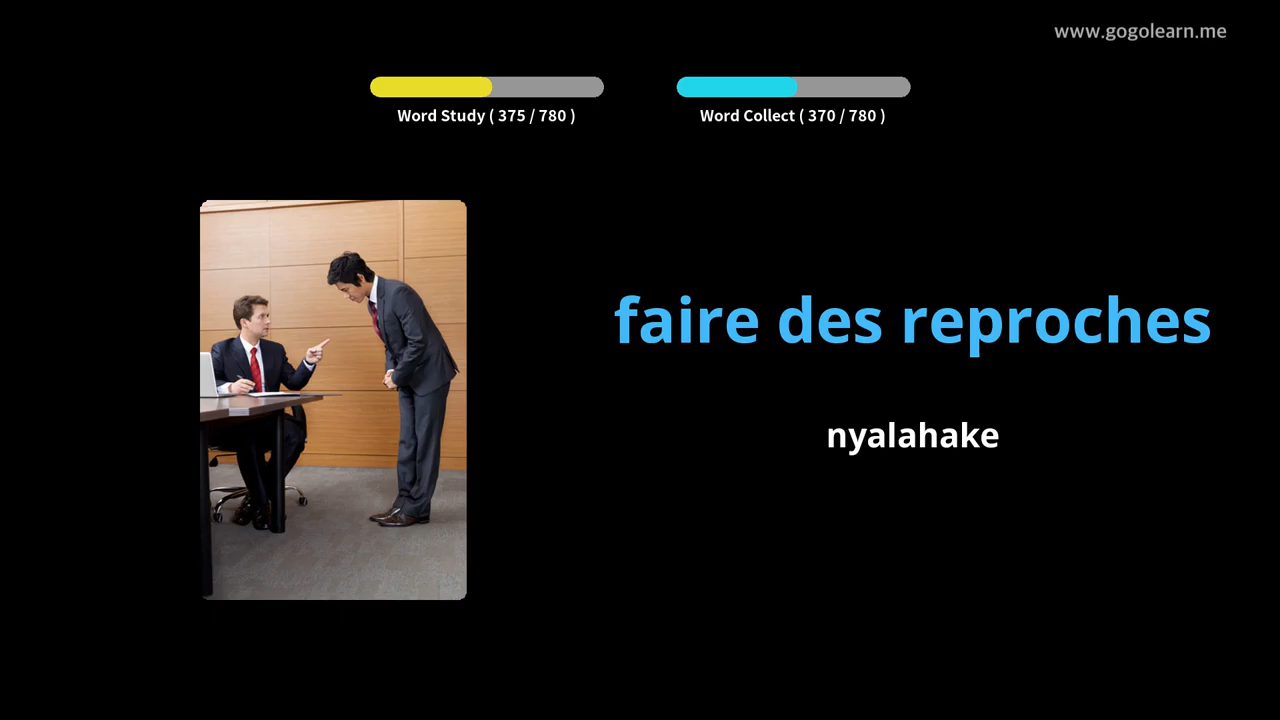 www.gogolearn.me
Word Study ( 375 / 780 )
Word Collect ( 370 / 780 )
faire des reproches
nyalahake